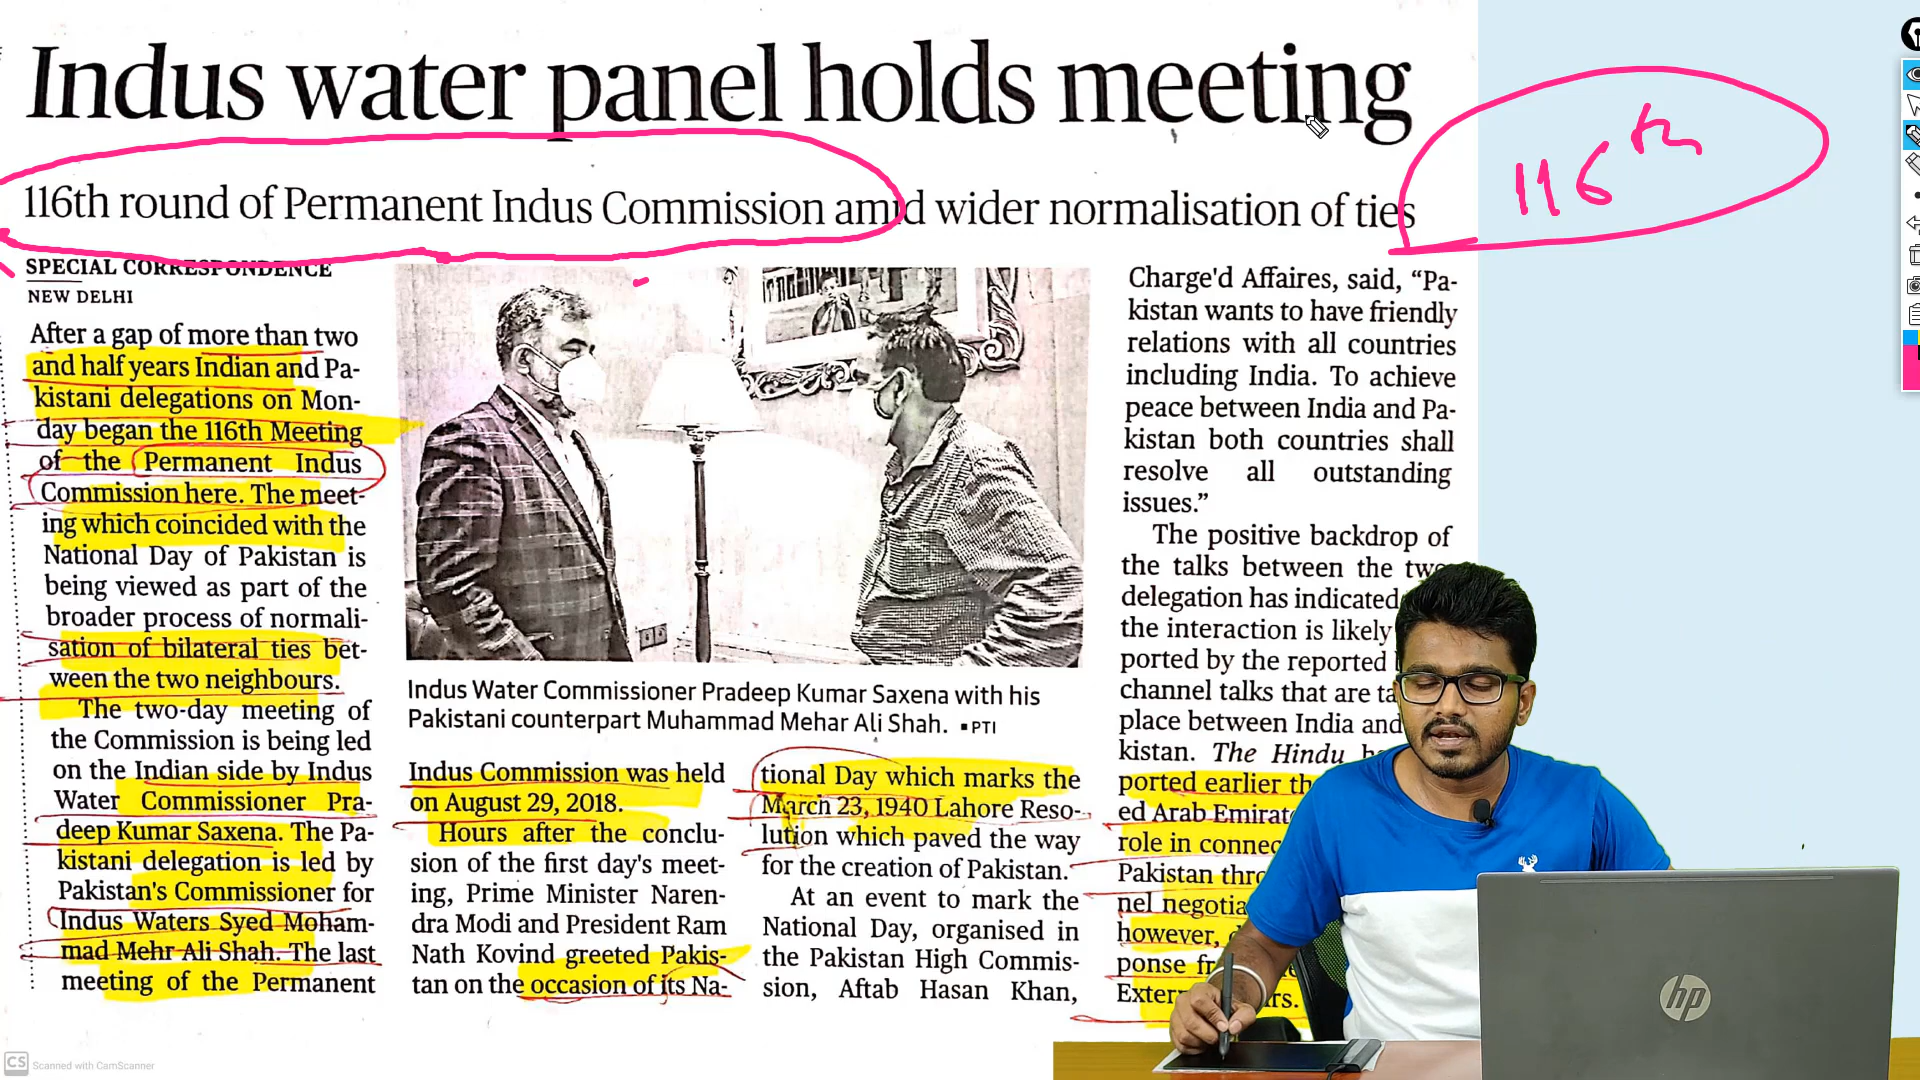 Indus water panel holds meeting
116th
116th round of Permanent Indus Commission amid wider normalisation of ties
SPECIAL CORRESPONDENCE
NEW DELHI
After a gap of more than two
and half years Indian and Pa-
kistani delegations on Mon-
day began the 116th Meeting
of the Permanent Indus
Commission here. The meet-
ing which coincided with the
National Day of Pakistan is
being viewed as part of the
broader process of normali-
sation of bilateral ties bet-
ween the two neighbours.
The two-day meeting of
the Commission is being led
on the Indian side by Indus
Water Commissioner Pra-
deep Kumar Saxena. The Pa-
kistani delegation is led by
Pakistan's Commissioner for
Indus Waters Syed Moham-
mad Mehr Ali Shah. The last
meeting of the Permanent
Indus Water Commissioner Pradeep Kumar Saxena with his
Pakistani counterpart Muhammad Mehar Ali Shah. ▪PTI
Indus Commission was held
on August 29, 2018.
Hours after the conclu-
sion of the first day's meet-
ing, Prime Minister Naren-
dra Modi and President Ram
Nath Kovind greeted Pakis-
tan on the occasion of its Na-
tional Day which marks the
March 23, 1940 Lahore Reso-
lution which paved the way
for the creation of Pakistan.
At an event to mark the
National Day, organised in
the Pakistan High Commis-
sion, Aftab Hasan Khan,
Charge'd Affaires, said, “Pa-
kistan wants to have friendly
relations with all countries
including India. To achieve
peace between India and Pa-
kistan both countries shall
resolve all outstanding
issues.”
The positive backdrop of
the talks between the two
delegation has indicated
the interaction is likely
ported by the reported
channel talks that are
place between India and
kistan. The Hindu
ported earlier
ed Arab
role in
Pakistan
nel
however,
CS Scanned with CamScanner
hp